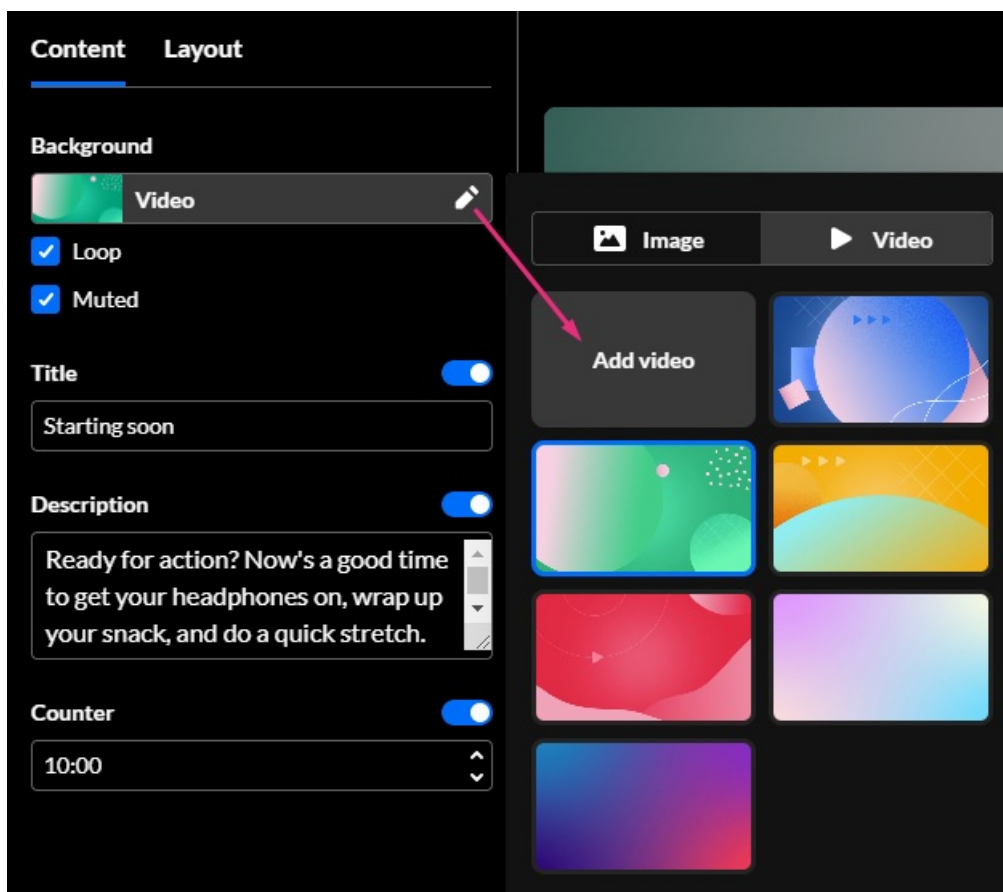 Content Layout
Background
Video
Loop
Muted
Title
Starting soon
Description
Ready for action? Now's a good time
to get your headphones on, wrap up
your snack, and do a quick stretch.
Counter
10:00
Image Video
Add video